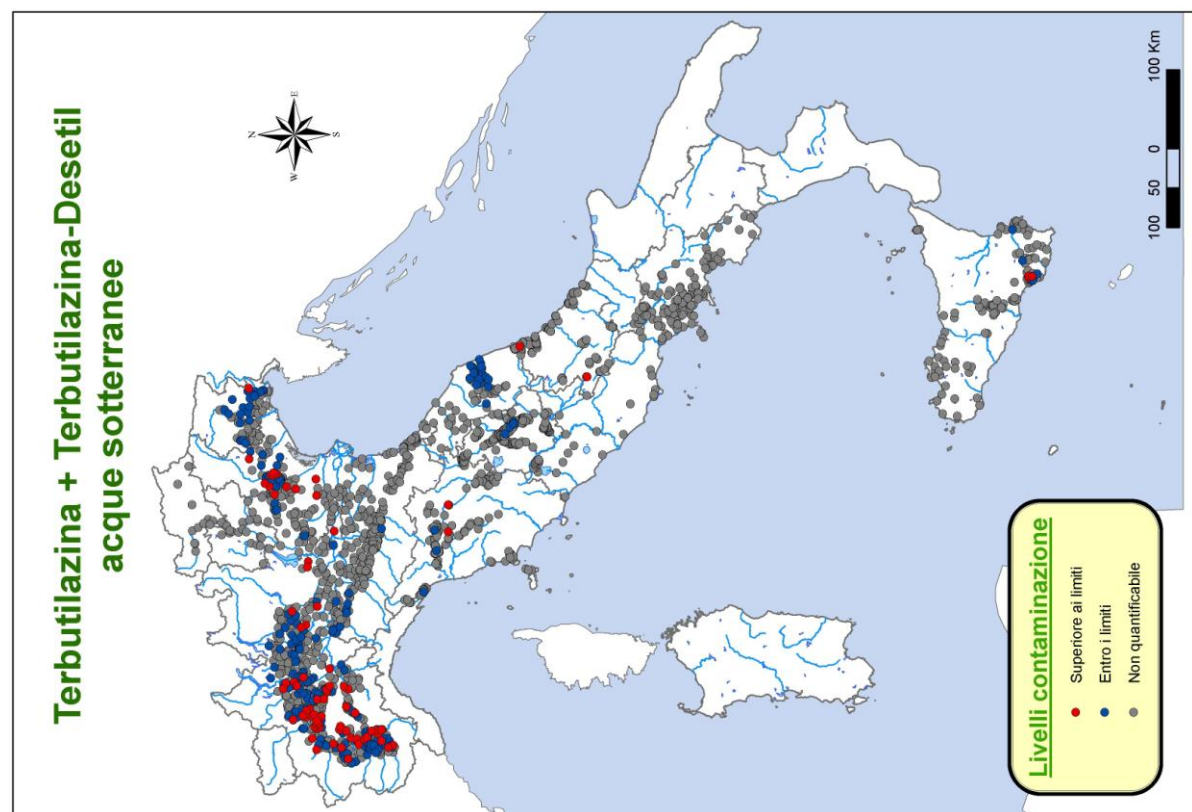 Terbutilazina + Terbutilazina-Desetil
acque sotterranee
N
W
E
S
Livelli contaminazione
Superiore ai limiti
Entro i limiti
Non quantificabile
100 50 0 100 Km